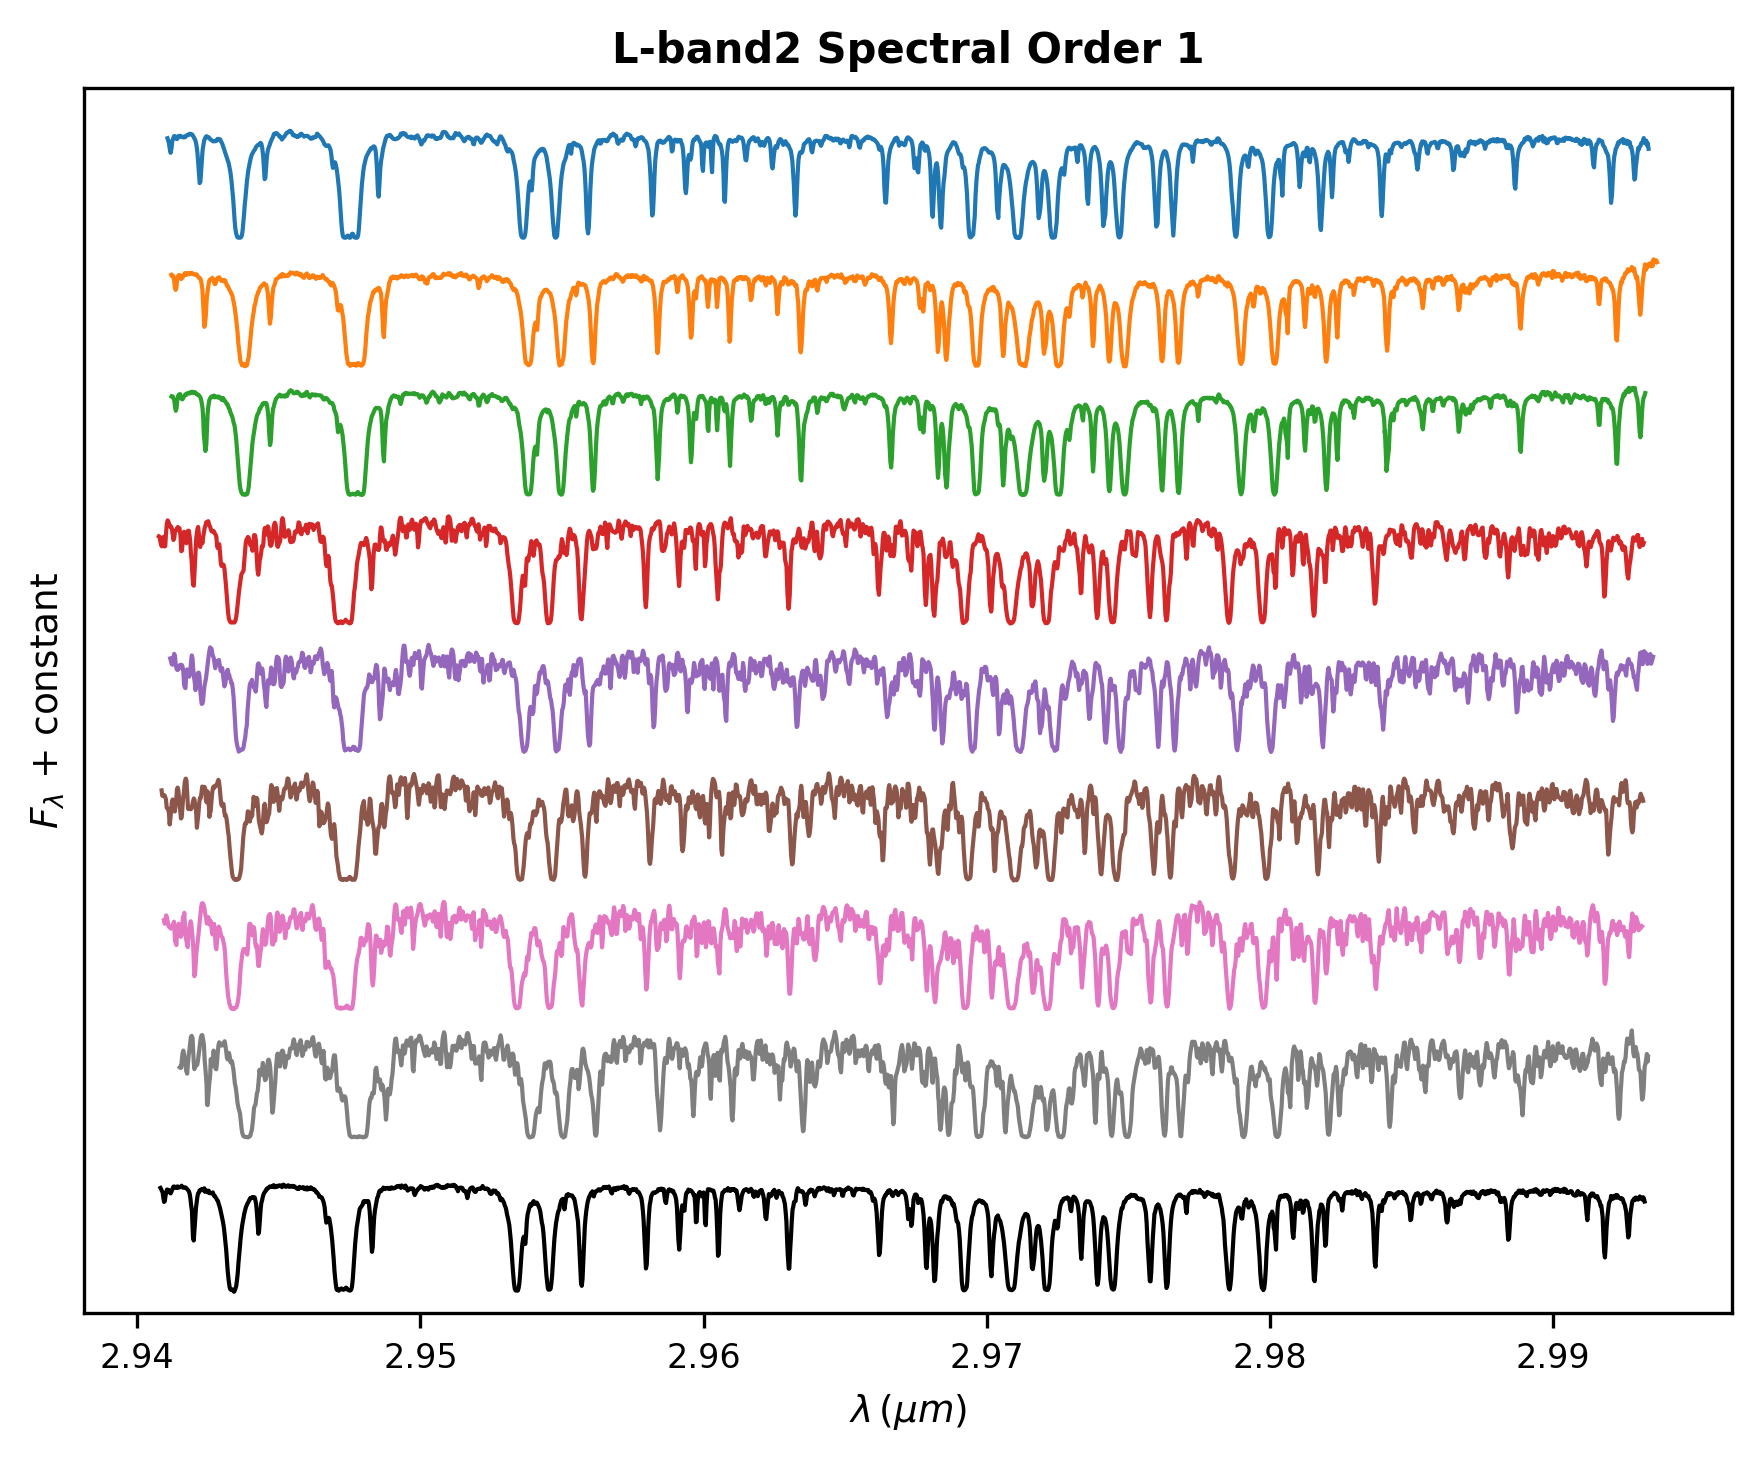 L-band2 Spectral Order 1
F_λ + constant
2.94 2.95 2.96 2.97 2.98 2.99
λ (μm)